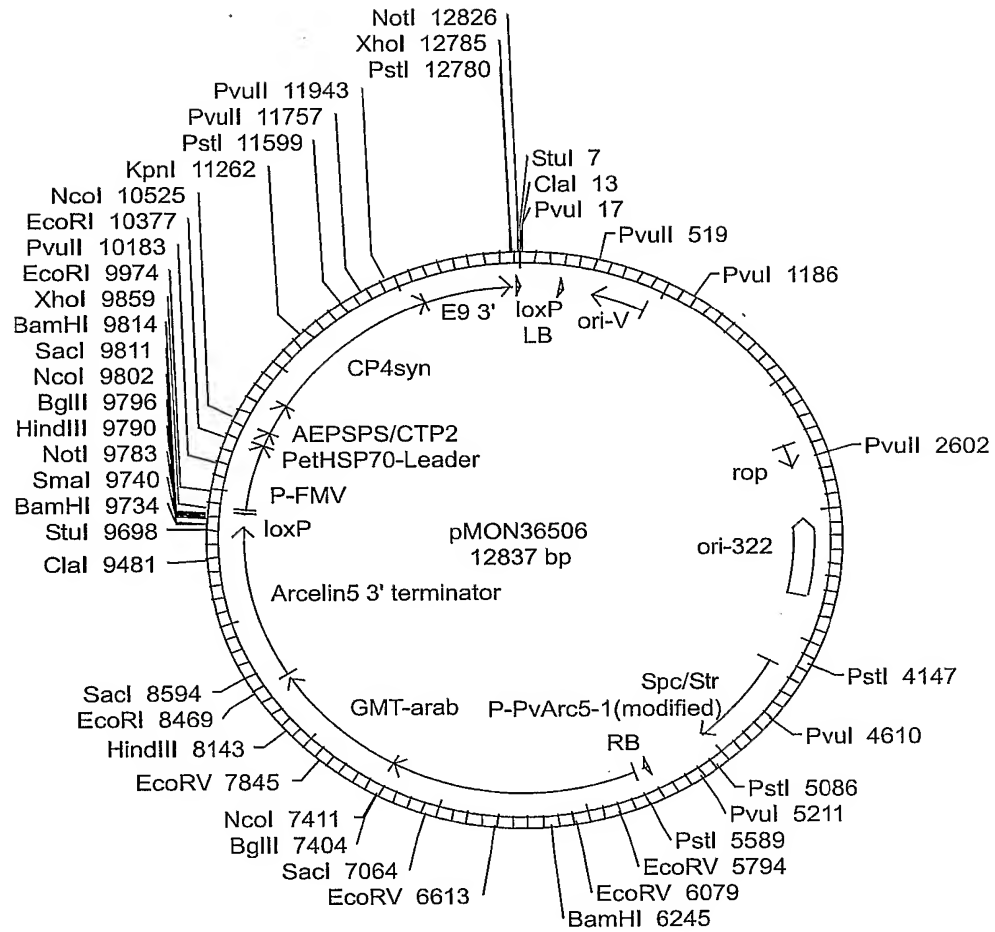 NotI 12826
XhoI 12785
PstI 12780
PvuII 11943
PvuII 11757
PstI 11599
KpnI 11262
NcoI 10525
EcoRI 10377
PvuII 10183
EcoRI 9974
XhoI 9859
BamHI 9814
SacI 9811
NcoI 9802
BglII 9796
HindIII 9790
NotI 9783
SmaI 9740
BamHI 9734
StuI 9698
ClaI 9481
StuI 7
ClaI 13
PvuI 17
PvuII 519
PvuI 1186
PvuII 2602
PstI 4147
PvuI 4610
PstI 5086
PvuI 5211
PstI 5589
EcoRV 5794
EcoRV 6079
BamHI 6245
EcoRV 6613
SacI 7064
BglII 7404
NcoI 7411
EcoRV 7845
HindIII 8143
EcoRI 8469
SacI 8594
E9 3'
loxP
LB
ori-V
CP4syn
AEPSPS/CTP2
PetHSP70-Leader
P-FMV
loxP
rop
ori-322
pMON36506
12837 bp
Arcelin5 3' terminator
GMT-arab
Spc/Str
P-PvArc5-1(modified)
RB